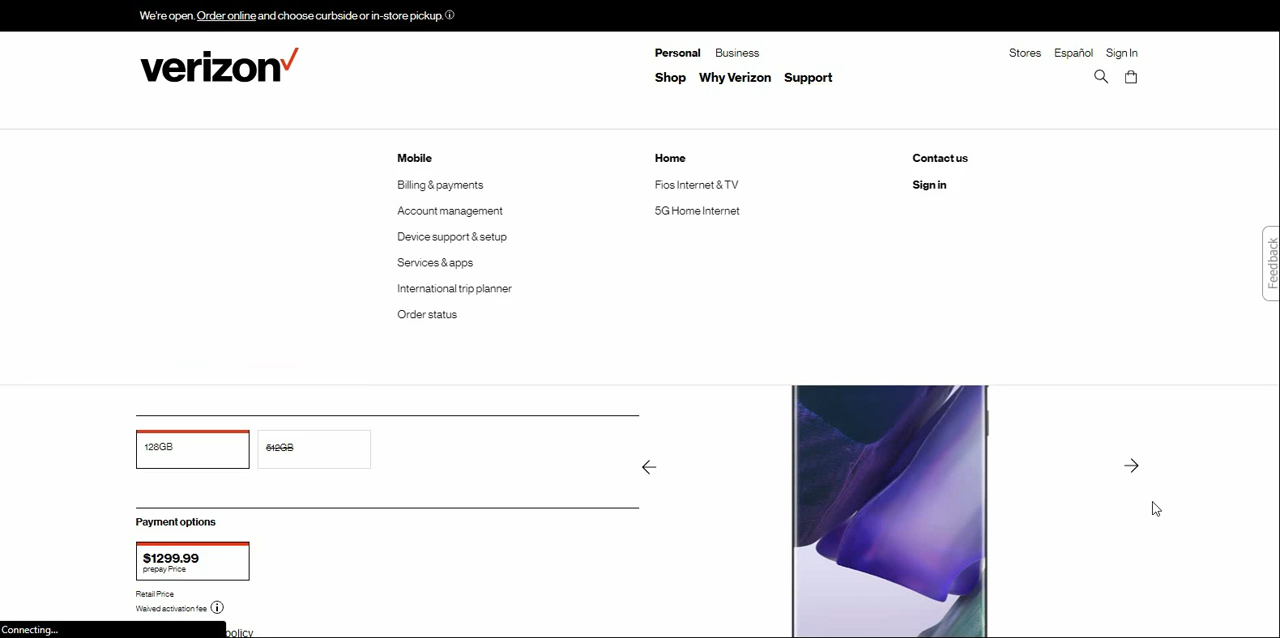 We're open. Order online and choose curbside or in-store pickup.
verizon
Personal Business
Stores Español Sign In
Shop Why Verizon Support
Mobile
Billing & payments
Account management
Device support & setup
Services & apps
International trip planner
Order status
Home
Fios Internet & TV
5G Home Internet
Contact us
Sign in
Feedback
128GB
512GB
Payment options
$1299.99
prepay Price
Retail Price
Waived activation fee
policy
Connecting...